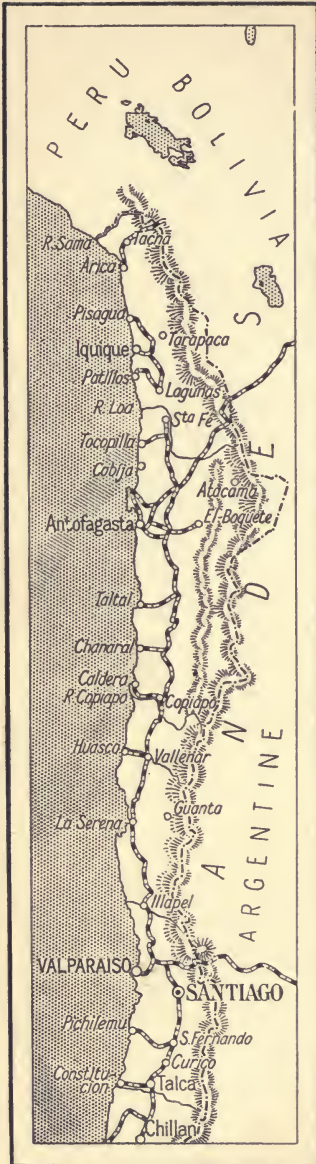 PERU
BOLIVIA
R. Sama
Tacna
Arica
Pisagua
Tarapaca
Iquique
Patillos
Lagunas
R. Loa
Sta Fé
Tocopilla
Cobija
Atacama
El-Boquete
Antofagasta
Taltal
Chanaral
Caldera
R. Copiapo
Copiapo
Huasco
Vallenar
Guanta
La Serena
Illapel
VALPARAISO
SANTIAGO
Pichilemu
S. Fernando
Curico
Constitu-
cion
Talca
Chillan
ANDES
ARGENTINE